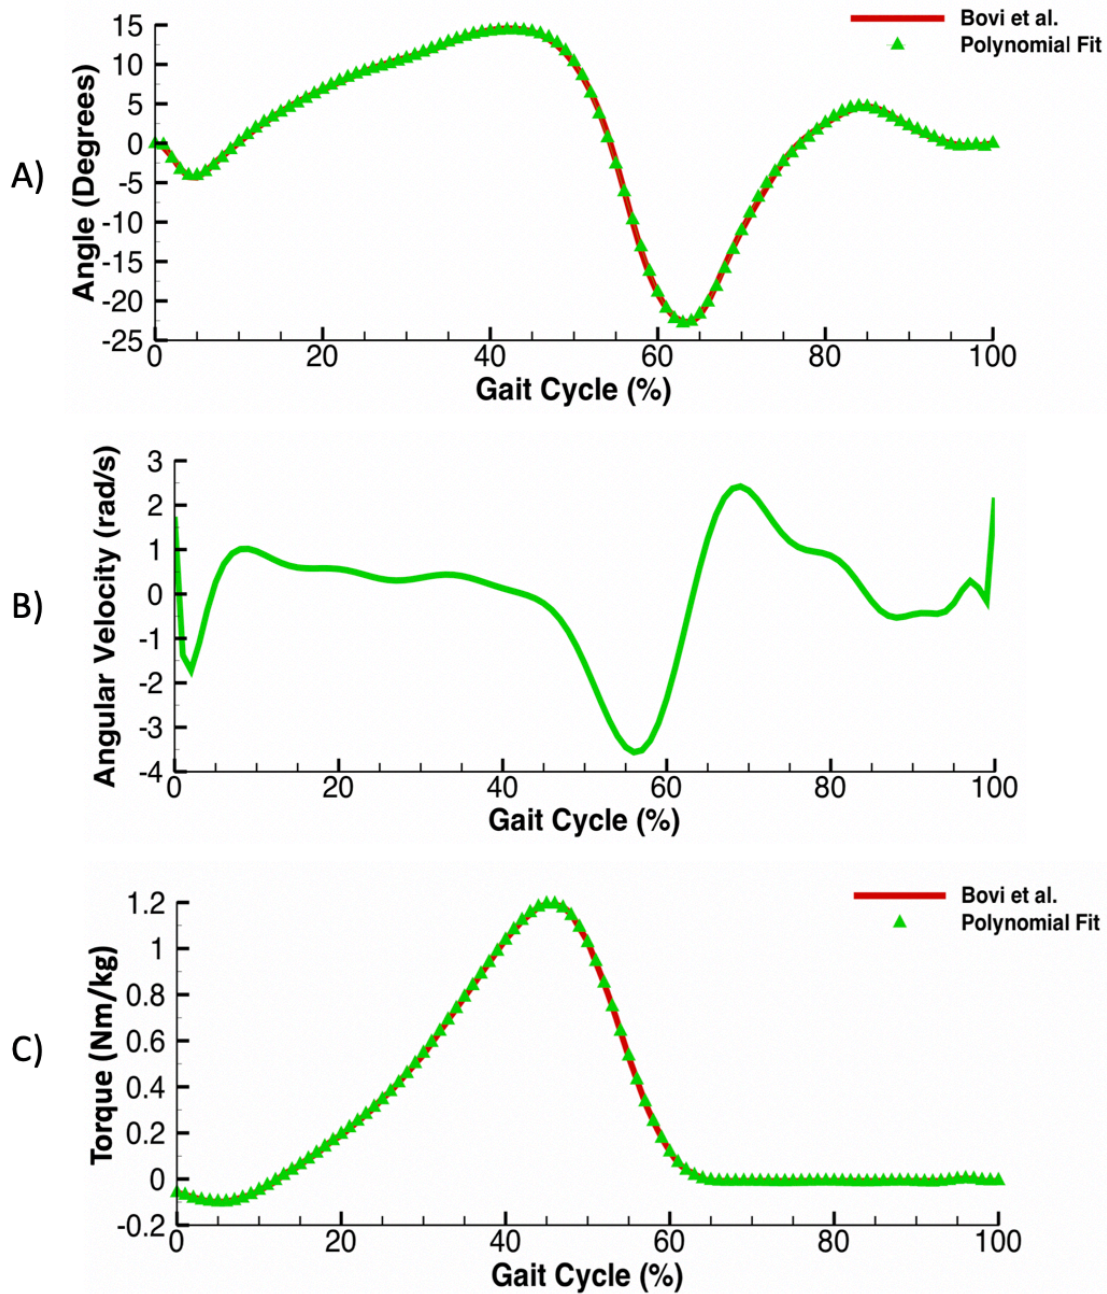 A)
Angle (Degrees)
15
10
5
0
-5
-10
-15
-20
-25
0 20 40 60 80 100
Gait Cycle (%)
Bovi et al.
Polynomial Fit
B)
Angular Velocity (rad/s)
3
2
1
0
-1
-2
-3
-4
0 20 40 60 80 100
Gait Cycle (%)
C)
Torque (Nm/kg)
1.2
1
0.8
0.6
0.4
0.2
0
-0.2
0 20 40 60 80 100
Gait Cycle (%)
Bovi et al.
Polynomial Fit